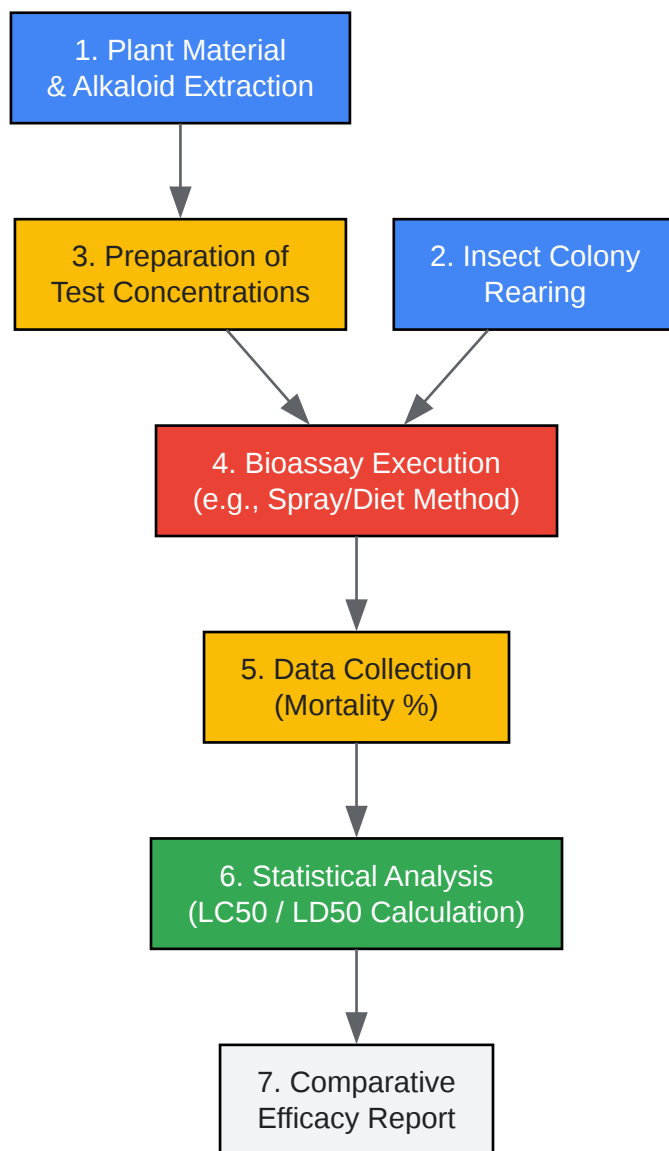 1. Plant Material
& Alkaloid Extraction
3. Preparation of
Test Concentrations
2. Insect Colony
Rearing
4. Bioassay Execution
(e.g., Spray/Diet Method)
5. Data Collection
(Mortality %)
6. Statistical Analysis
(LC50 / LD50 Calculation)
7. Comparative
Efficacy Report